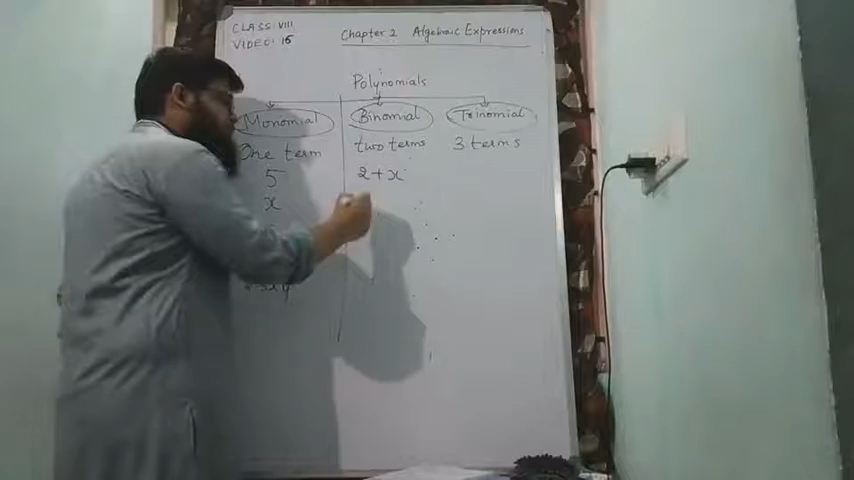 CLASS: VIII
VIDEO: 15
Chapter 2 Algebraic Expressions
Polynomials
Monomial Binomial Trinomial
One term two terms 3 terms
5 2+x
x